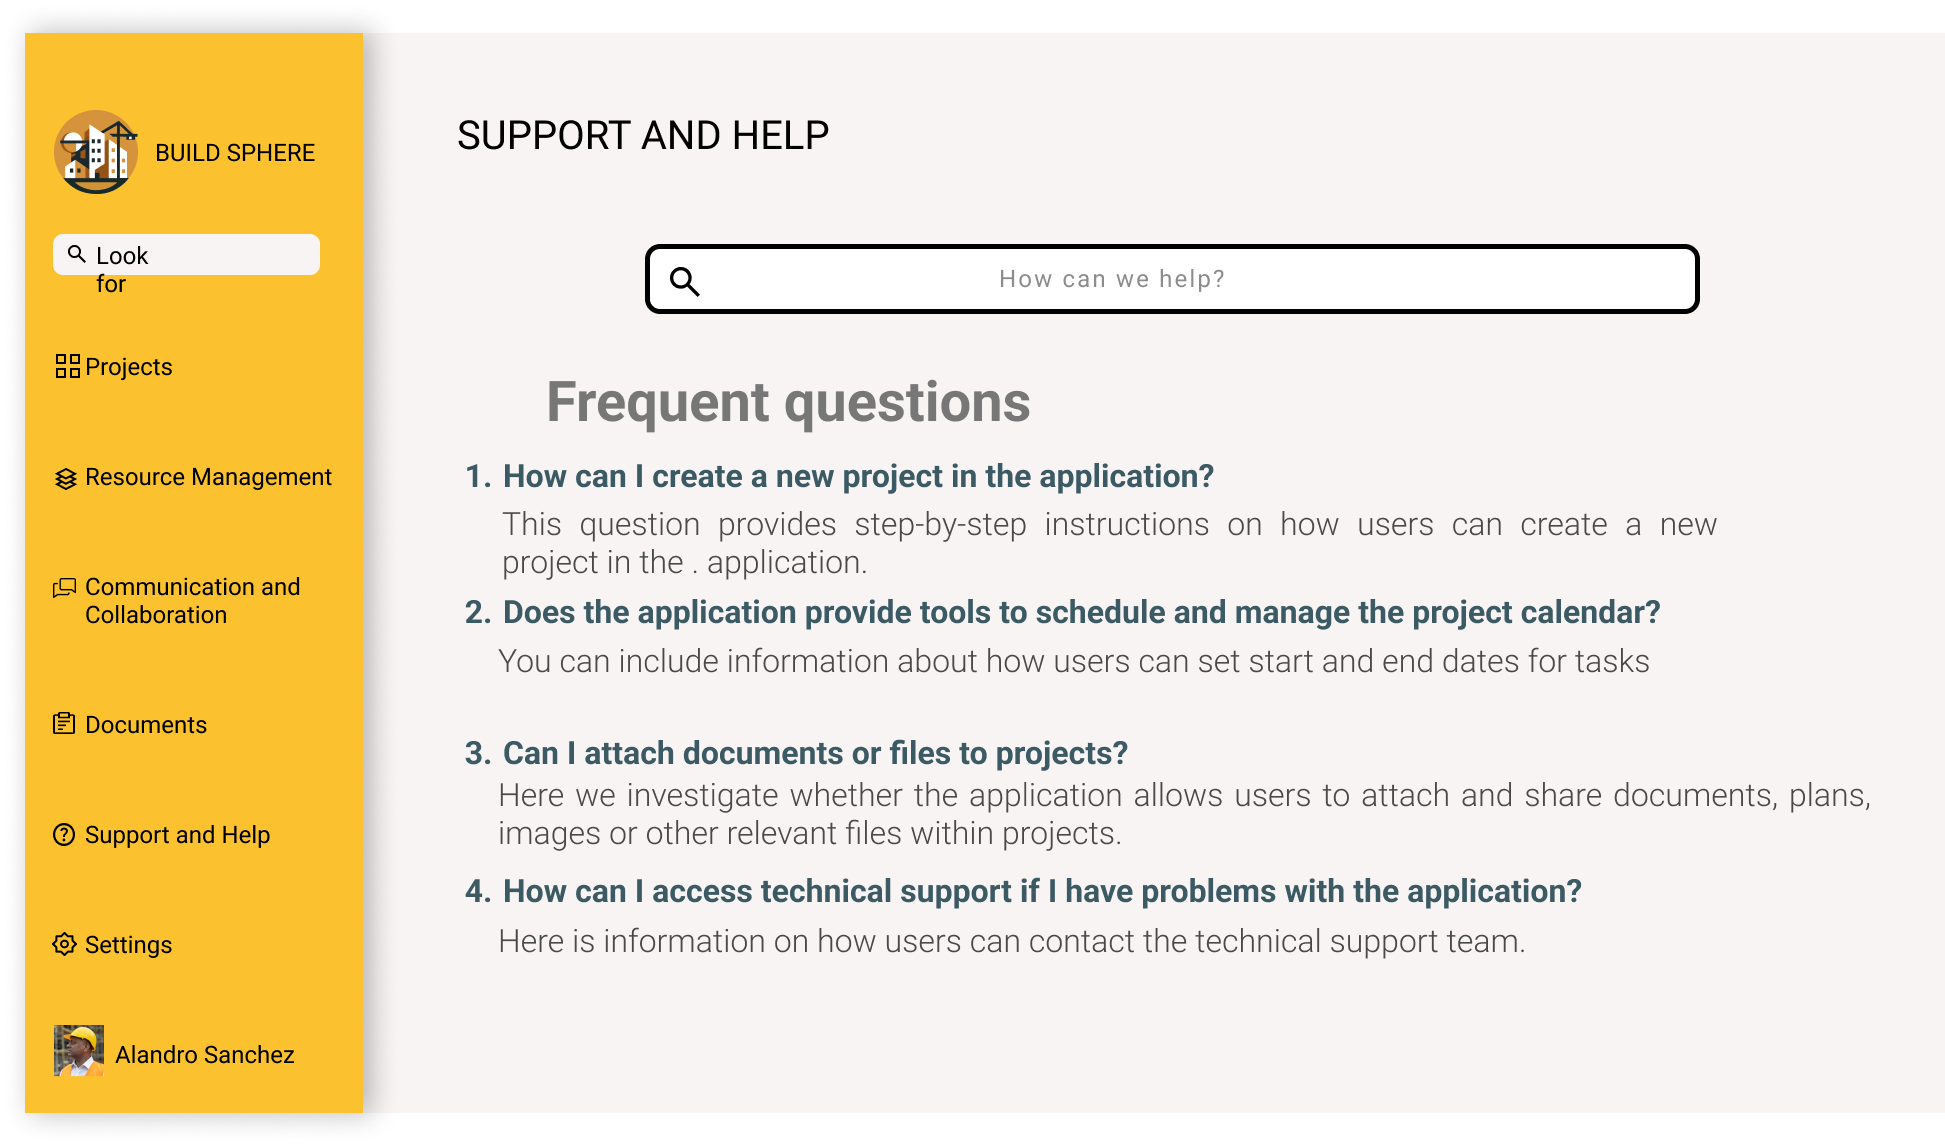 BUILD SPHERE
Look
for
Projects
Resource Management
Communication and
Collaboration
Documents
Support and Help
Settings
Alandro Sanchez
SUPPORT AND HELP
How can we help?
Frequent questions
1. How can I create a new project in the application?
This question provides step-by-step instructions on how users can create a new
project in the . application.
2. Does the application provide tools to schedule and manage the project calendar?
You can include information about how users can set start and end dates for tasks
3. Can I attach documents or files to projects?
Here we investigate whether the application allows users to attach and share documents, plans,
images or other relevant files within projects.
4. How can I access technical support if I have problems with the application?
Here is information on how users can contact the technical support team.